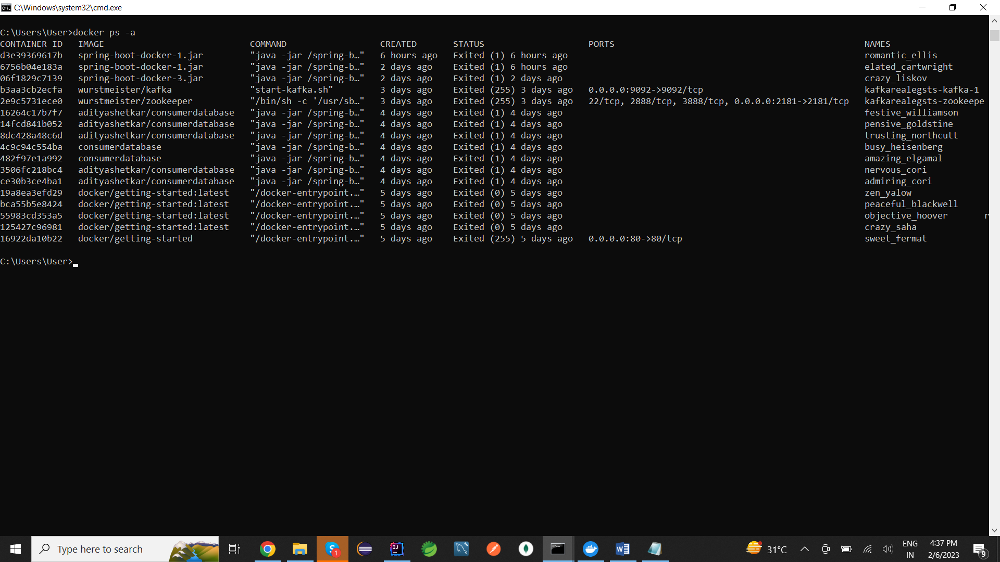 C:\Windows\system32\cmd.exe
C:\Users\User>docker ps -a
CONTAINER ID   IMAGE                            COMMAND                  CREATED       STATUS                    PORTS                                                NAMES
d3e39369617b   spring-boot-docker-1.jar         "java -jar /spring-b…"   6 hours ago   Exited (1) 6 hours ago                                                         romantic_ellis
6756b04e183a   spring-boot-docker-1.jar         "java -jar /spring-b…"   2 days ago    Exited (1) 6 hours ago                                                         elated_cartwright
06f1829c7139   spring-boot-docker-3.jar         "java -jar /spring-b…"   2 days ago    Exited (1) 2 days ago                                                          crazy_liskov
b3aa3cb2ecfa   wurstmeister/kafka               "start-kafka.sh"         3 days ago    Exited (255) 3 days ago   0.0.0.0:9092->9092/tcp                               kafkarealegsts-kafka-1
2e9c5731ece0   wurstmeister/zookeeper           "/bin/sh -c '/usr/sb…"   3 days ago    Exited (255) 3 days ago   22/tcp, 2888/tcp, 3888/tcp, 0.0.0.0:2181->2181/tcp   kafkarealegsts-zookeepe
16264c17b7f7   adityashetkar/consumerdatabase   "java -jar /spring-b…"   4 days ago    Exited (1) 4 days ago                                                          festive_williamson
14fcd841b052   adityashetkar/consumerdatabase   "java -jar /spring-b…"   4 days ago    Exited (1) 4 days ago                                                          pensive_goldstine
8dc428a48c6d   adityashetkar/consumerdatabase   "java -jar /spring-b…"   4 days ago    Exited (1) 4 days ago                                                          trusting_northcutt
4c9c94c554ba   consumerdatabase                 "java -jar /spring-b…"   4 days ago    Exited (1) 4 days ago                                                          busy_heisenberg
482f97e1a992   consumerdatabase                 "java -jar /spring-b…"   4 days ago    Exited (1) 4 days ago                                                          amazing_elgamal
3506fc218bc4   adityashetkar/consumerdatabase   "java -jar /spring-b…"   4 days ago    Exited (1) 4 days ago                                                          nervous_cori
ce30b3ce4ba1   adityashetkar/consumerdatabase   "java -jar /spring-b…"   4 days ago    Exited (1) 4 days ago                                                          admiring_cori
19a8ea3efd29   docker/getting-started:latest    "/docker-entrypoint.…"   5 days ago    Exited (0) 5 days ago                                                          zen_yalow
bca55b5e8424   docker/getting-started:latest    "/docker-entrypoint.…"   5 days ago    Exited (0) 5 days ago                                                          peaceful_blackwell
55983cd353a5   docker/getting-started:latest    "/docker-entrypoint.…"   5 days ago    Exited (0) 5 days ago                                                          objective_hoover       r
125427c96981   docker/getting-started:latest    "/docker-entrypoint.…"   5 days ago    Exited (0) 5 days ago                                                          crazy_saha
16922da10b22   docker/getting-started           "/docker-entrypoint.…"   5 days ago    Exited (255) 5 days ago   0.0.0.0:80->80/tcp                                   sweet_fermat
C:\Users\User>
Type here to search
1
IJ
31°C
ENG
IN
4:37 PM
2/6/2023
9